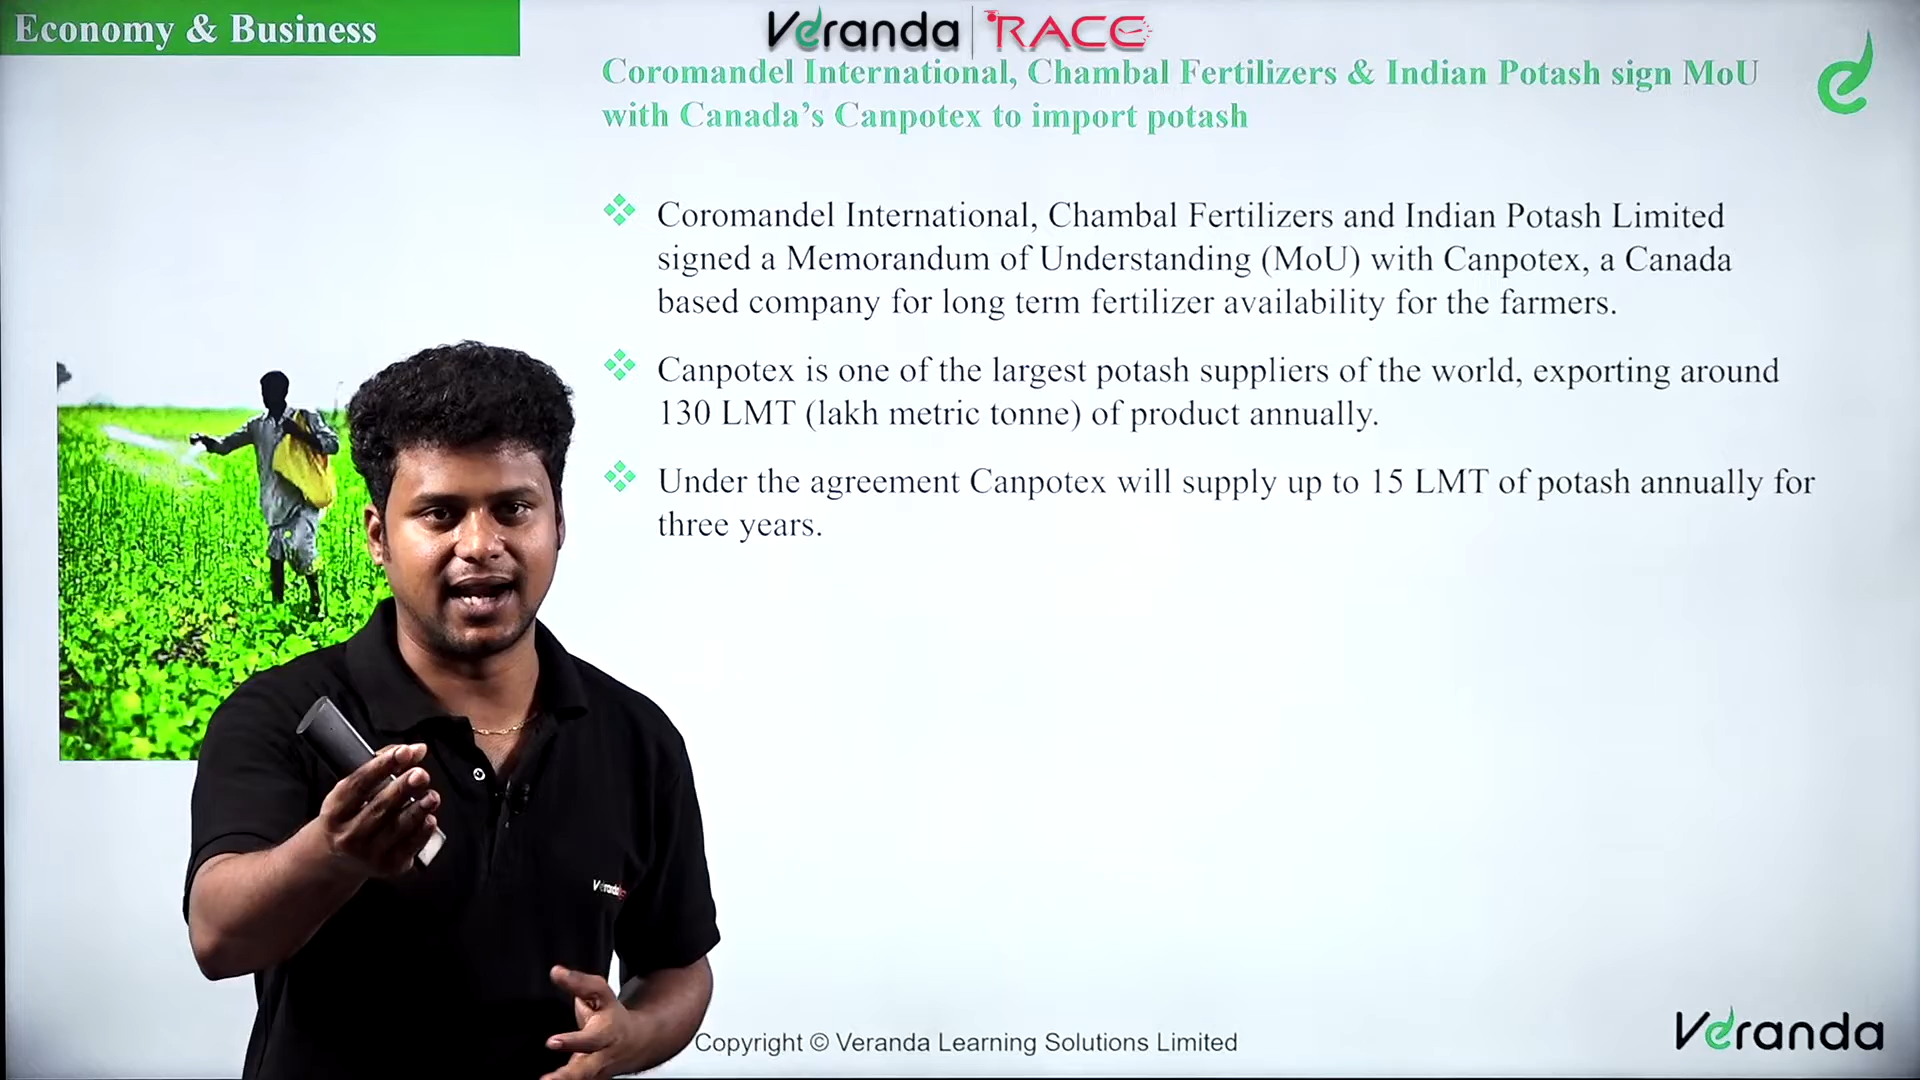 Economy & Business
Veranda RACE
Coromandel International, Chambal Fertilizers & Indian Potash sign MoU
with Canada's Canpotex to import potash
Coromandel International, Chambal Fertilizers and Indian Potash Limited
signed a Memorandum of Understanding (MoU) with Canpotex, a Canada
based company for long term fertilizer availability for the farmers.
Canpotex is one of the largest potash suppliers of the world, exporting around
130 LMT (lakh metric tonne) of product annually.
Under the agreement Canpotex will supply up to 15 LMT of potash annually for
three years.
Veranda
Copyright © Veranda Learning Solutions Limited
Veranda